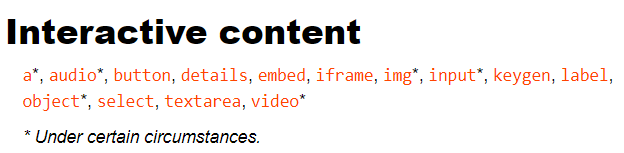 Interactive content
a*, audio*, button, details, embed, iframe, img*, input*, keygen, label,
object*, select, textarea, video*
* Under certain circumstances.